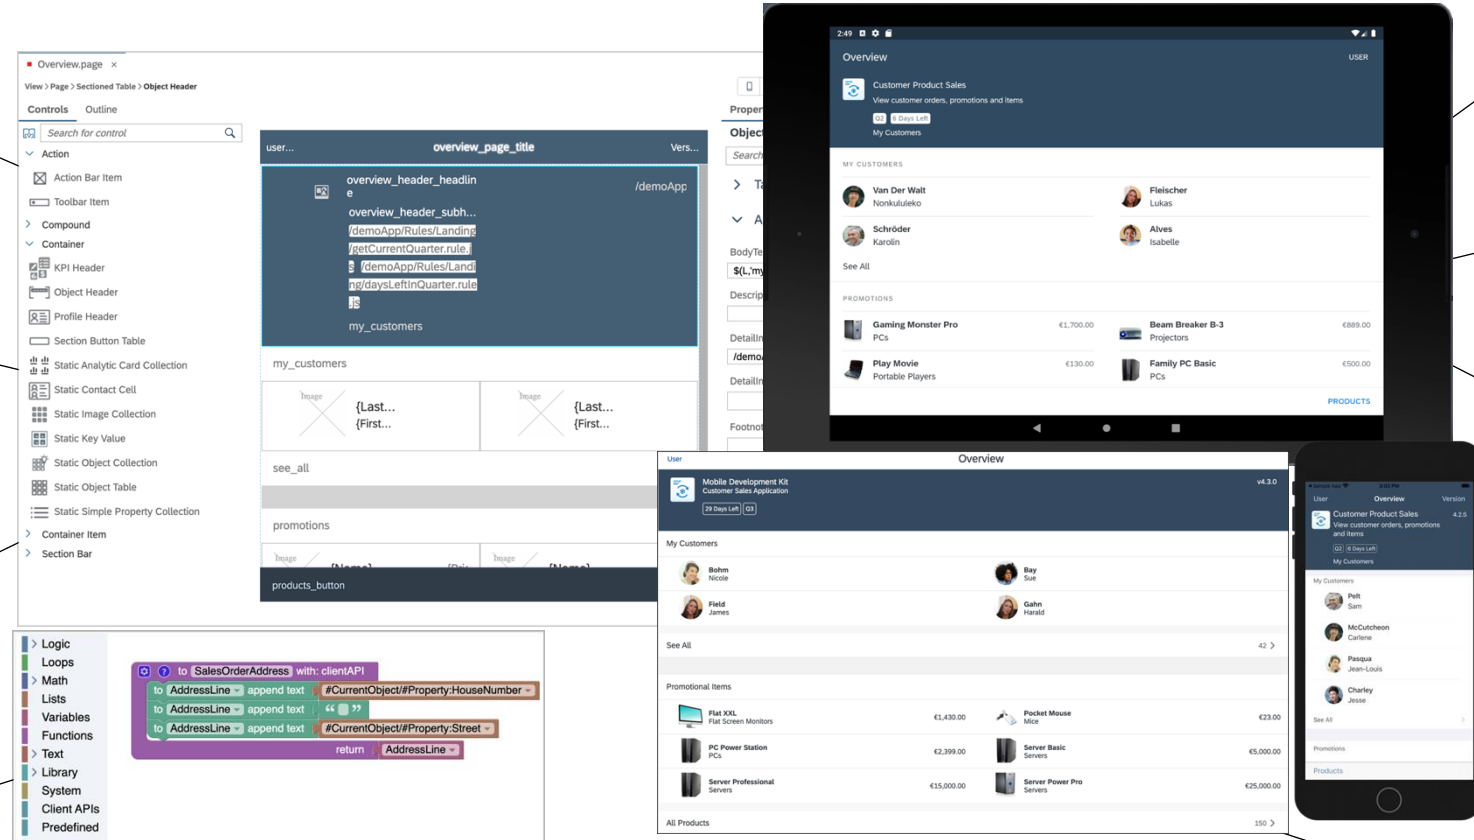 Overview.page ×
View > Page > Sectioned Table > Object Header
Controls Outline
Search for control
Action
Action Bar Item
Toolbar Item
Compound
Container
KPI Header
Object Header
Profile Header
Section Button Table
Static Analytic Card Collection
Static Contact Cell
Static Image Collection
Static Key Value
Static Object Collection
Static Object Table
Static Simple Property Collection
Container Item
Section Bar
user... overview_page_title Vers...
overview_header_headlin
e
/demoApp
overview_header_subh...
/demoApp/Rules/Landing
/getCurrentQuarter.rule.j
s /demoApp/Rules/Landi
ng/daysLeftInQuarter.rule
.js
my_customers
my_customers
Image {Last... Image {Last...
{First... {First...
see_all
promotions
Image {Name} Image {Name}
products_button
Proper
Objec
Search
BodyTe
$(L,'my
Descrip
DetailIn
/demo
DetailIn
Footnot
2:49
Overview USER
Customer Product Sales
View customer orders, promotions and items
Q2 6 Days Left
My Customers
MY CUSTOMERS
Van Der Walt Fleischer
Nonkululeko Lukas
Schröder Alves
Karolin Isabelle
See All
PROMOTIONS
Gaming Monster Pro €1,700.00 Beam Breaker B-3 €889.00
PCs Projectors
Play Movie €130.00 Family PC Basic €500.00
Portable Players PCs
PRODUCTS
User Overview
Mobile Development Kit v4.3.0
Customer Sales Application
29 Days Left Q3
My Customers
Bohm Bay
Nicole Sue
Field Gahn
James Harald
See All 42 >
Promotional Items
Flat XXL €1,430.00 Pocket Mouse €23.00
Flat Screen Monitors Mice
PC Power Station €2,399.00 Server Basic €5,000.00
PCs Servers
Server Professional €15,000.00 Server Power Pro €25,000.00
Servers Servers
All Products 150 >
Sample App 3:03 PM
User Overview Version
Customer Product Sales 4.2.5
View customer orders, promotions
and items
Q2 6 Days Left
My Customers
My Customers
Pelt
Sam
McCutcheon
Carlene
Pasqua
Jean-Louis
Charley
Jesse
See All
Promotions
Products
Logic
Loops
Math
Lists
Variables
Functions
Text
Library
System
Client APIs
Predefined
to SalesOrderAddress with: clientAPI
to AddressLine append text #CurrentObject/#Property:HouseNumber
to AddressLine append text “ ”
to AddressLine append text #CurrentObject/#Property:Street
return AddressLine